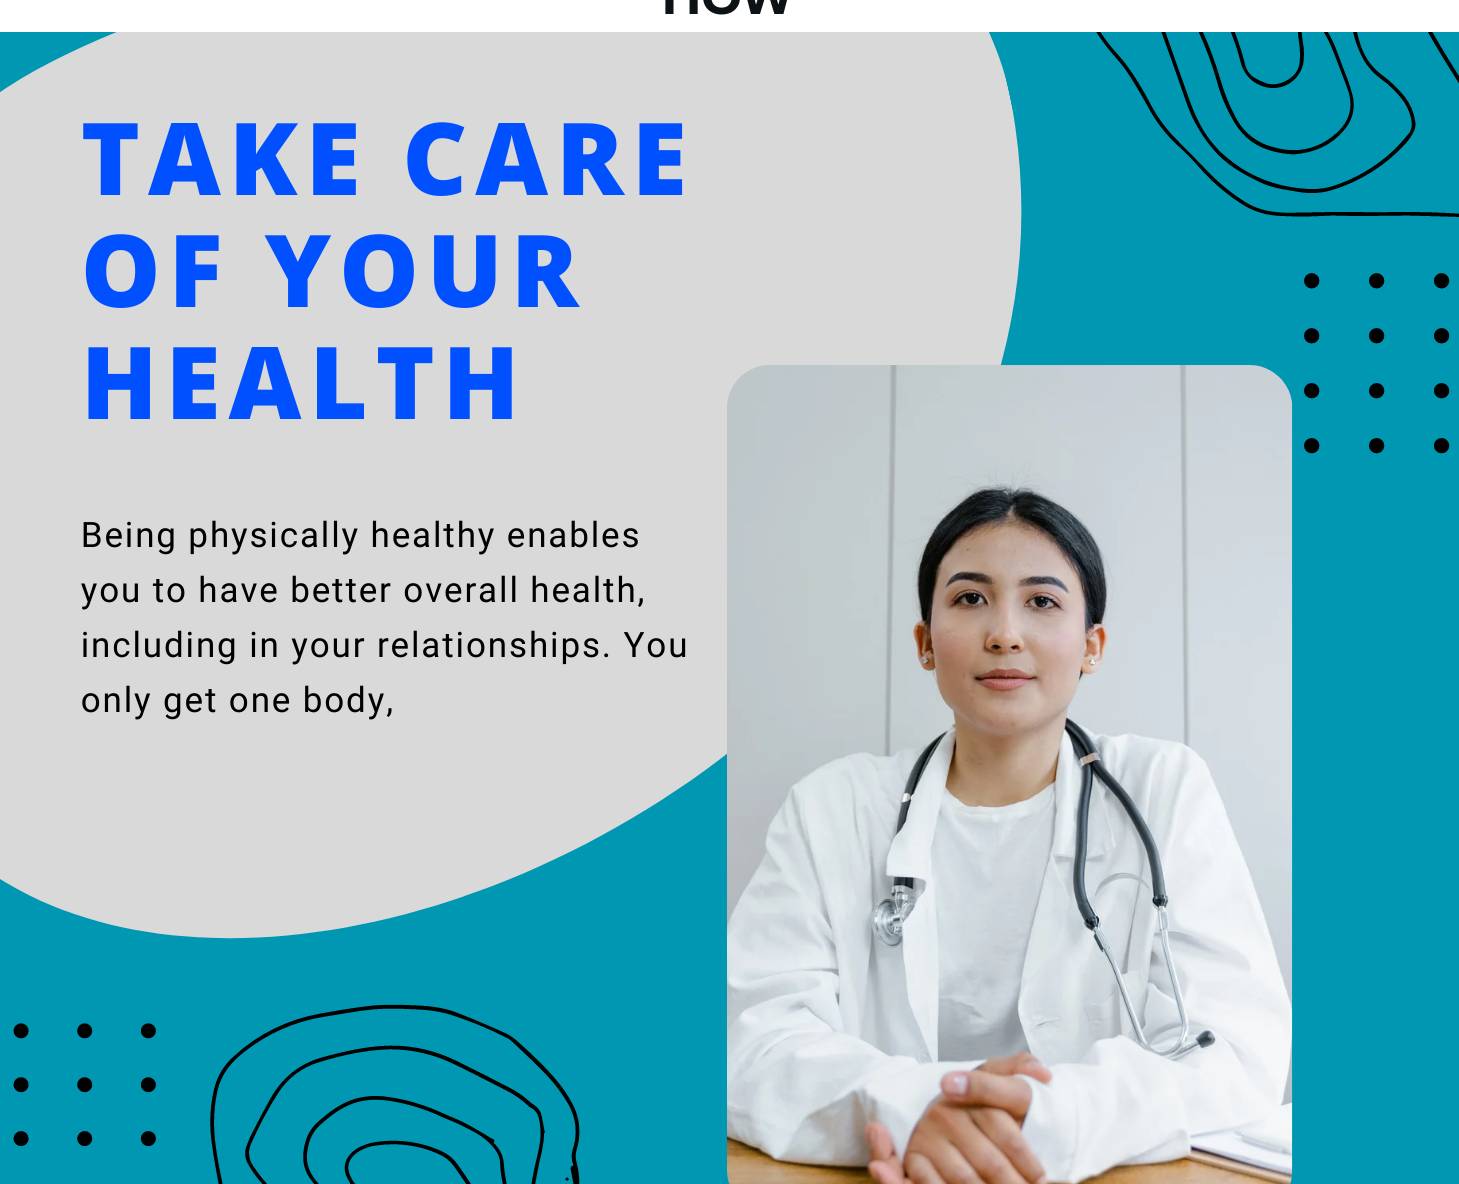 now
TAKE CARE
OF YOUR
HEALTH
Being physically healthy enables
you to have better overall health,
including in your relationships. You
only get one body,